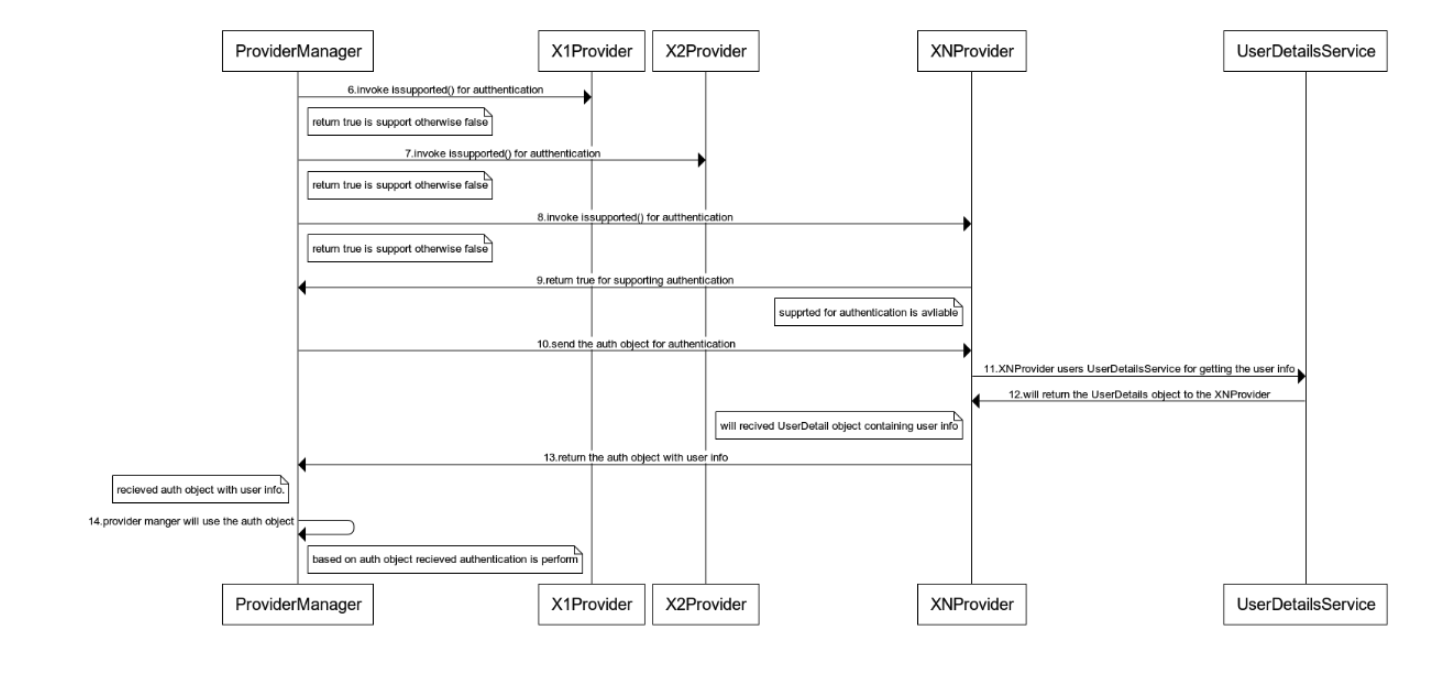 ProviderManager
X1Provider
X2Provider
XNProvider
UserDetailsService
6.invoke issupported() for autthentication
return true is support otherwise false
7.invoke issupported() for autthentication
return true is support otherwise false
8.invoke issupported() for autthentication
return true is support otherwise false
9.return true for supporting authentication
supprted for authentication is avliable
10.send the auth object for authentication
11.XNProvider users UserDetailsService for getting the user info
12.will return the UserDetails object to the XNProvider
will recived UserDetail object containing user info
13.return the auth object with user info
recieved auth object with user info.
14.provider manger will use the auth object
based on auth object recieved authentication is perform
ProviderManager
X1Provider
X2Provider
XNProvider
UserDetailsService